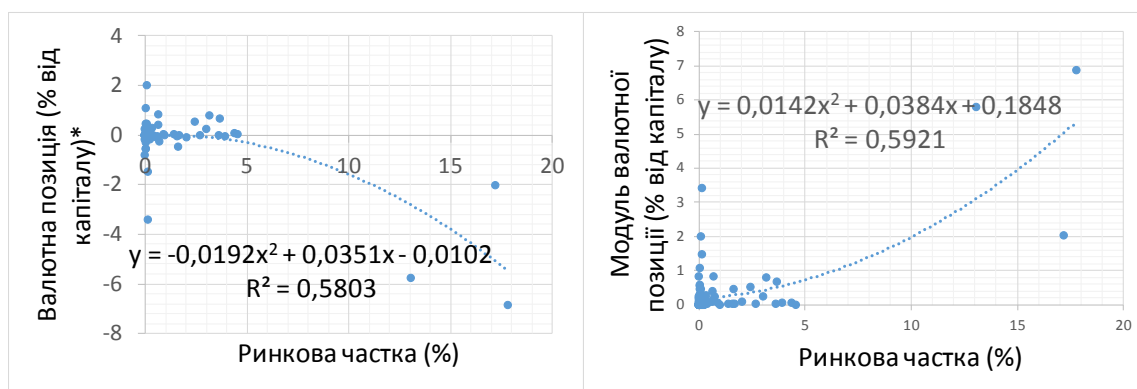 Валютна позиція (% від
капіталу)*
4
2
0
-2
-4
-6
-8
0
5
10
15
20
y = -0,0192x² + 0,0351x - 0,0102
R² = 0,5803
Ринкова частка (%)
Модуль валютної
позиції (% від капіталу)
8
7
6
5
4
3
2
1
0
y = 0,0142x² + 0,0384x + 0,1848
R² = 0,5921
0
5
10
15
20
Ринкова частка (%)